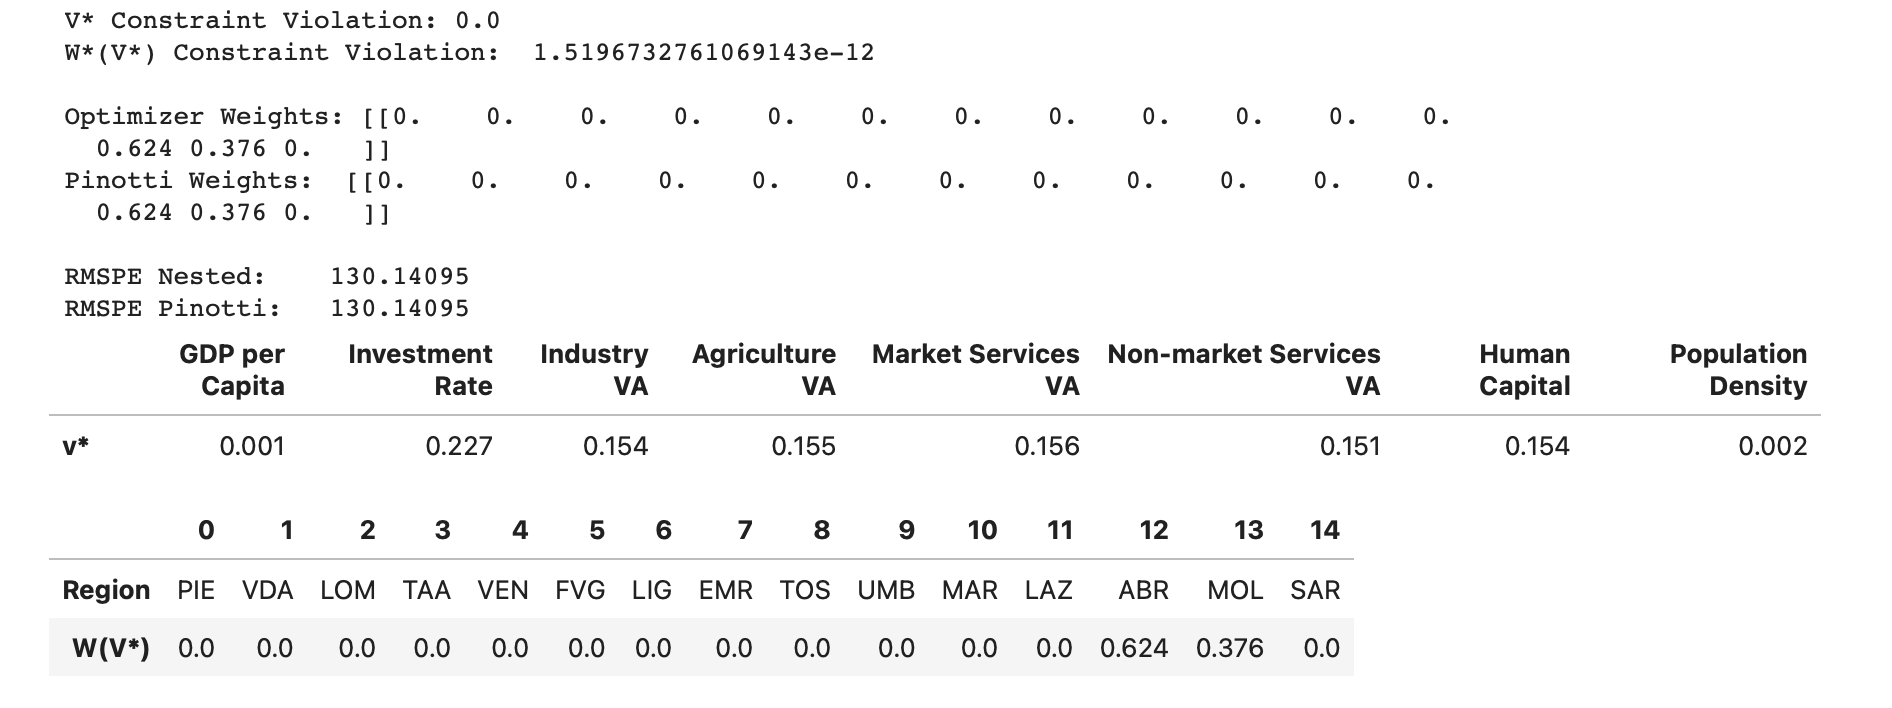 V* Constraint Violation: 0.0
W*(V*) Constraint Violation:  1.5196732761069143e-12
Optimizer Weights: [[0.    0.    0.    0.    0.    0.    0.    0.    0.    0.    0.    0.
  0.624 0.376 0.   ]]
Pinotti Weights:  [[0.    0.    0.    0.    0.    0.    0.    0.    0.    0.    0.    0.
  0.624 0.376 0.   ]]
RMSPE Nested:    130.14095
RMSPE Pinotti:   130.14095
GDP per Investment Industry Agriculture Market Services Non-market Services Human Population
Capita Rate VA VA VA VA Capital Density
v* 0.001 0.227 0.154 0.155 0.156 0.151 0.154 0.002
0 1 2 3 4 5 6 7 8 9 10 11 12 13 14
Region PIE VDA LOM TAA VEN FVG LIG EMR TOS UMB MAR LAZ ABR MOL SAR
W(V*) 0.0 0.0 0.0 0.0 0.0 0.0 0.0 0.0 0.0 0.0 0.0 0.0 0.624 0.376 0.0